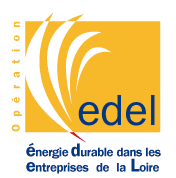 Opération
edel
énergie durable dans les
entreprises de la Loire